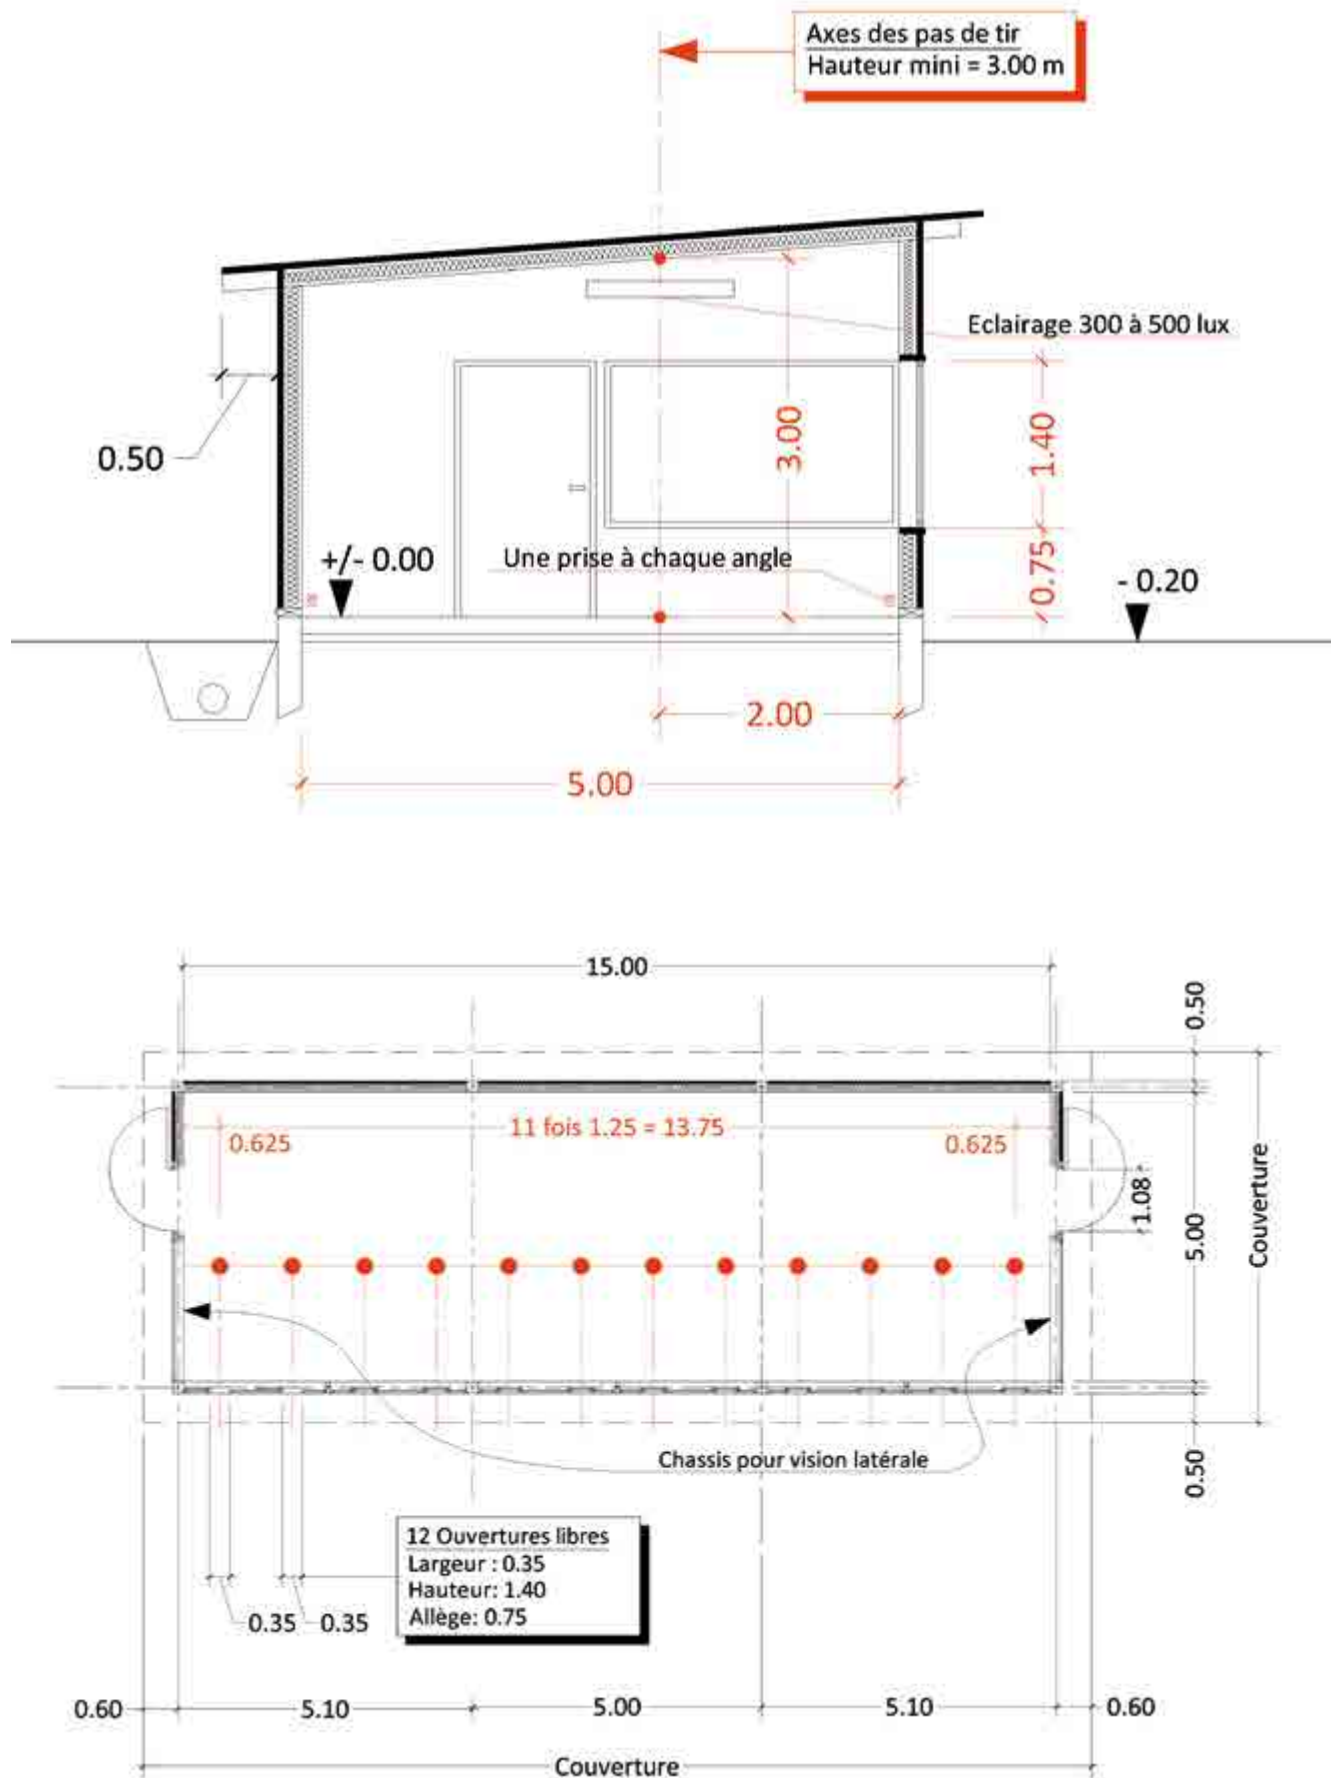 Axes des pas de tir
Hauteur mini = 3.00 m
Eclairage 300 à 500 lux
0.50
3.00
1.40
+/- 0.00
Une prise à chaque angle
0.75
- 0.20
2.00
5.00
15.00
0.50
11 fois 1.25 = 13.75
0.625
0.625
1.08
5.00
Couverture
Chassis pour vision latérale
0.50
12 Ouvertures libres
Largeur : 0.35
Hauteur: 1.40
Allège: 0.75
0.35
0.35
0.60
5.10
5.00
5.10
0.60
Couverture